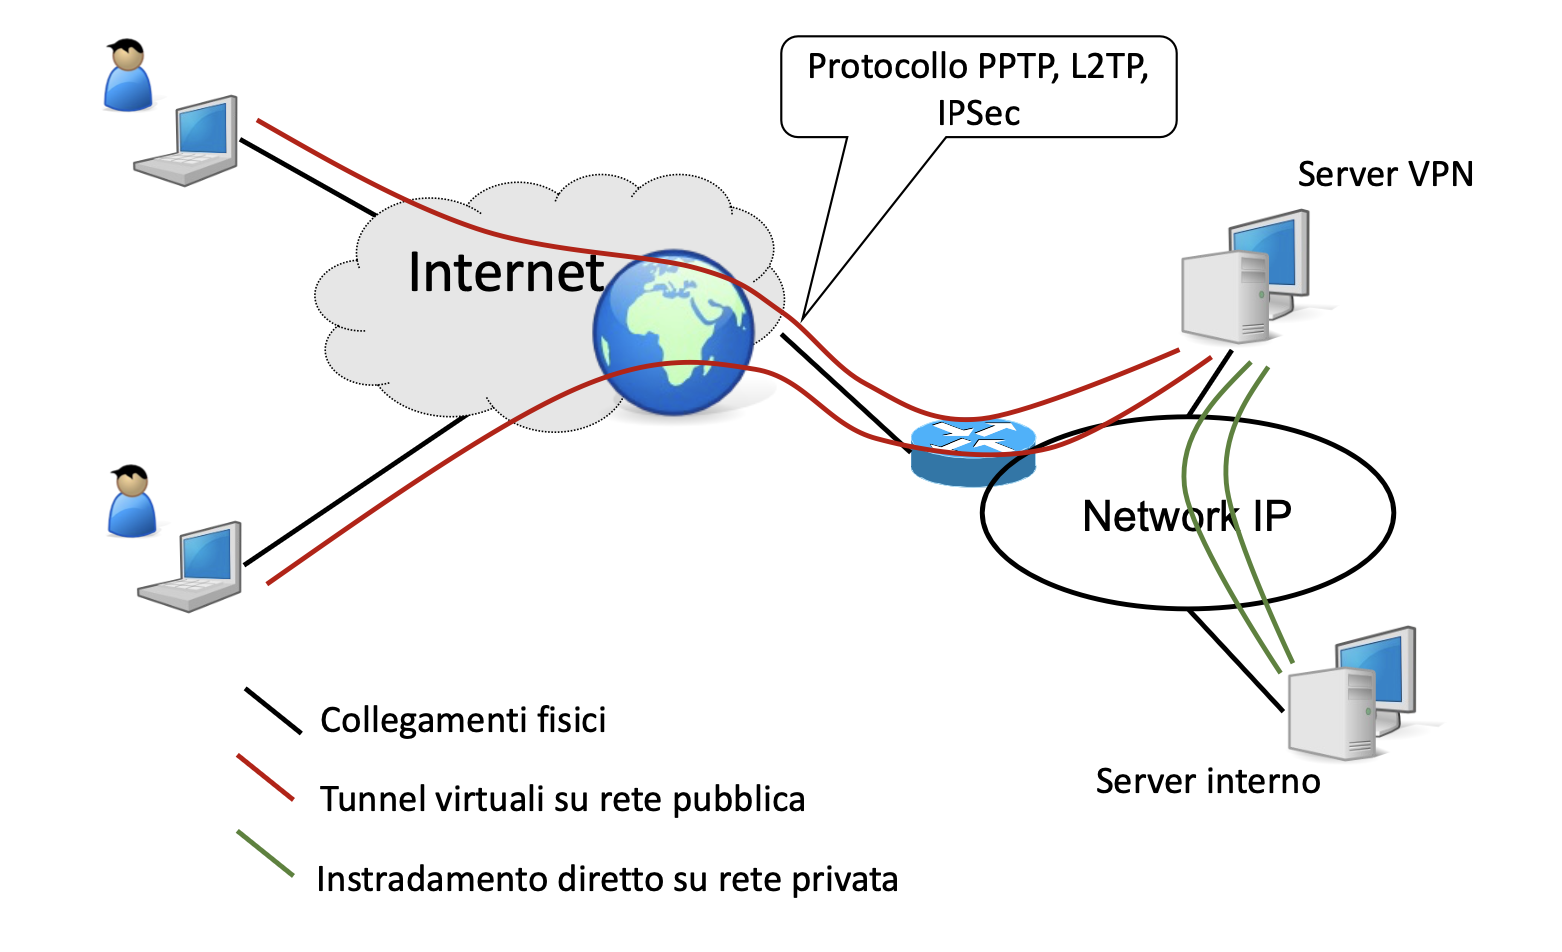 Protocollo PPTP, L2TP,
IPSec
Server VPN
Internet
Network IP
Server interno
Collegamenti fisici
Tunnel virtuali su rete pubblica
Instradamento diretto su rete privata